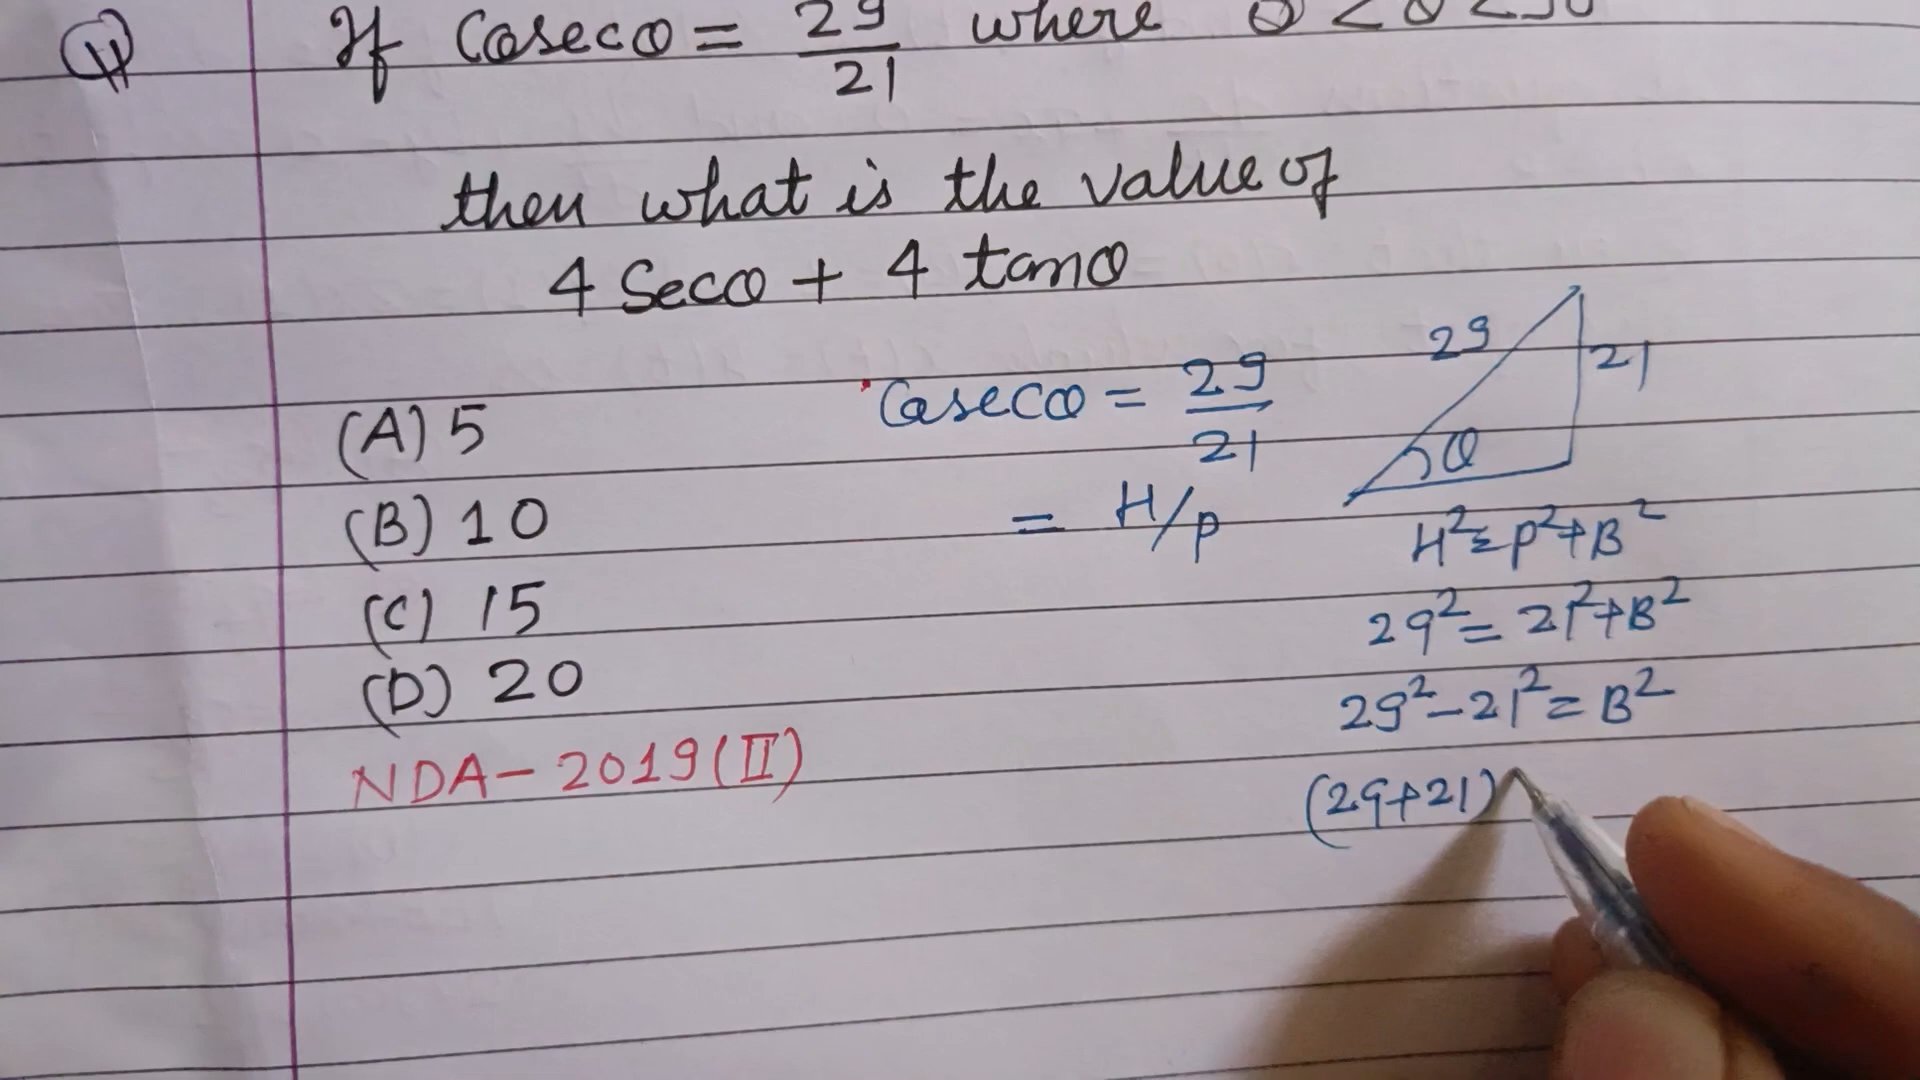 Q If Cosecθ = 29/21 where 0 < θ < 90
then what is the value of
4 Secθ + 4 tanθ
(A) 5
(B) 10
(C) 15
(D) 20
NDA - 2019 (II)
Cosecθ = 29/21
= H/P
29
21
θ
H² = P² + B²
29² = 21² + B²
29² - 21² = B²
(29+21)